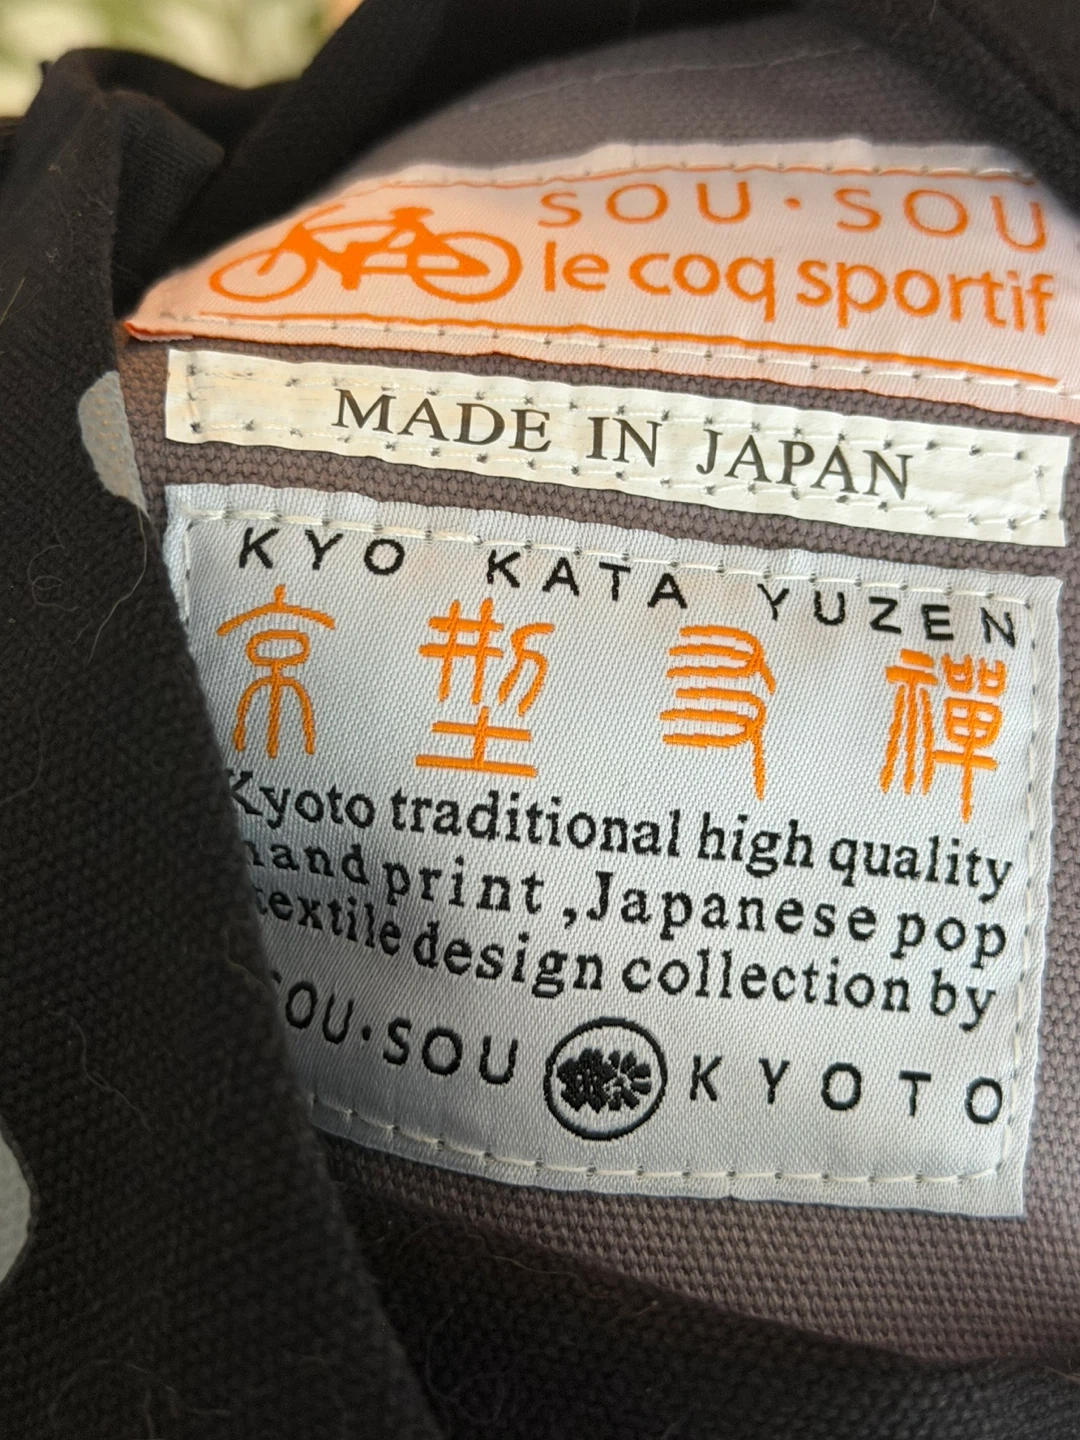 SOU・SOU
le coq sportif
MADE IN JAPAN
KYO KATA YUZEN
京型友禪
Kyoto traditional high quality
hand print ,Japanese pop
textile design collection by
SOU・SOU KYOTO